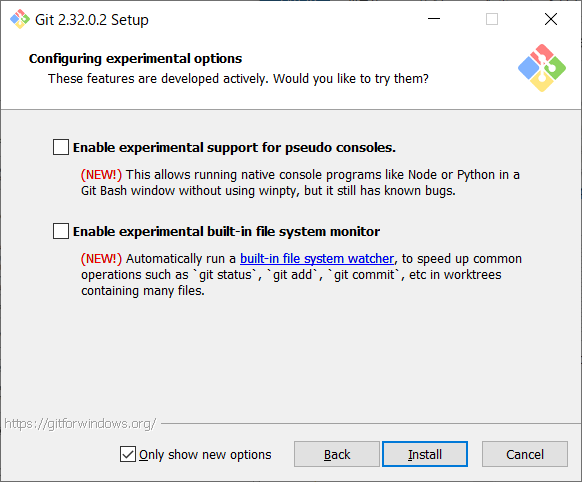 Git 2.32.0.2 Setup
Configuring experimental options
These features are developed actively. Would you like to try them?
Enable experimental support for pseudo consoles.
(NEW!) This allows running native console programs like Node or Python in a
Git Bash window without using winpty, but it still has known bugs.
Enable experimental built-in file system monitor
(NEW!) Automatically run a built-in file system watcher, to speed up common
operations such as `git status`, `git add`, `git commit`, etc in worktrees
containing many files.
https://gitforwindows.org/
Only show new options
Back
Install
Cancel